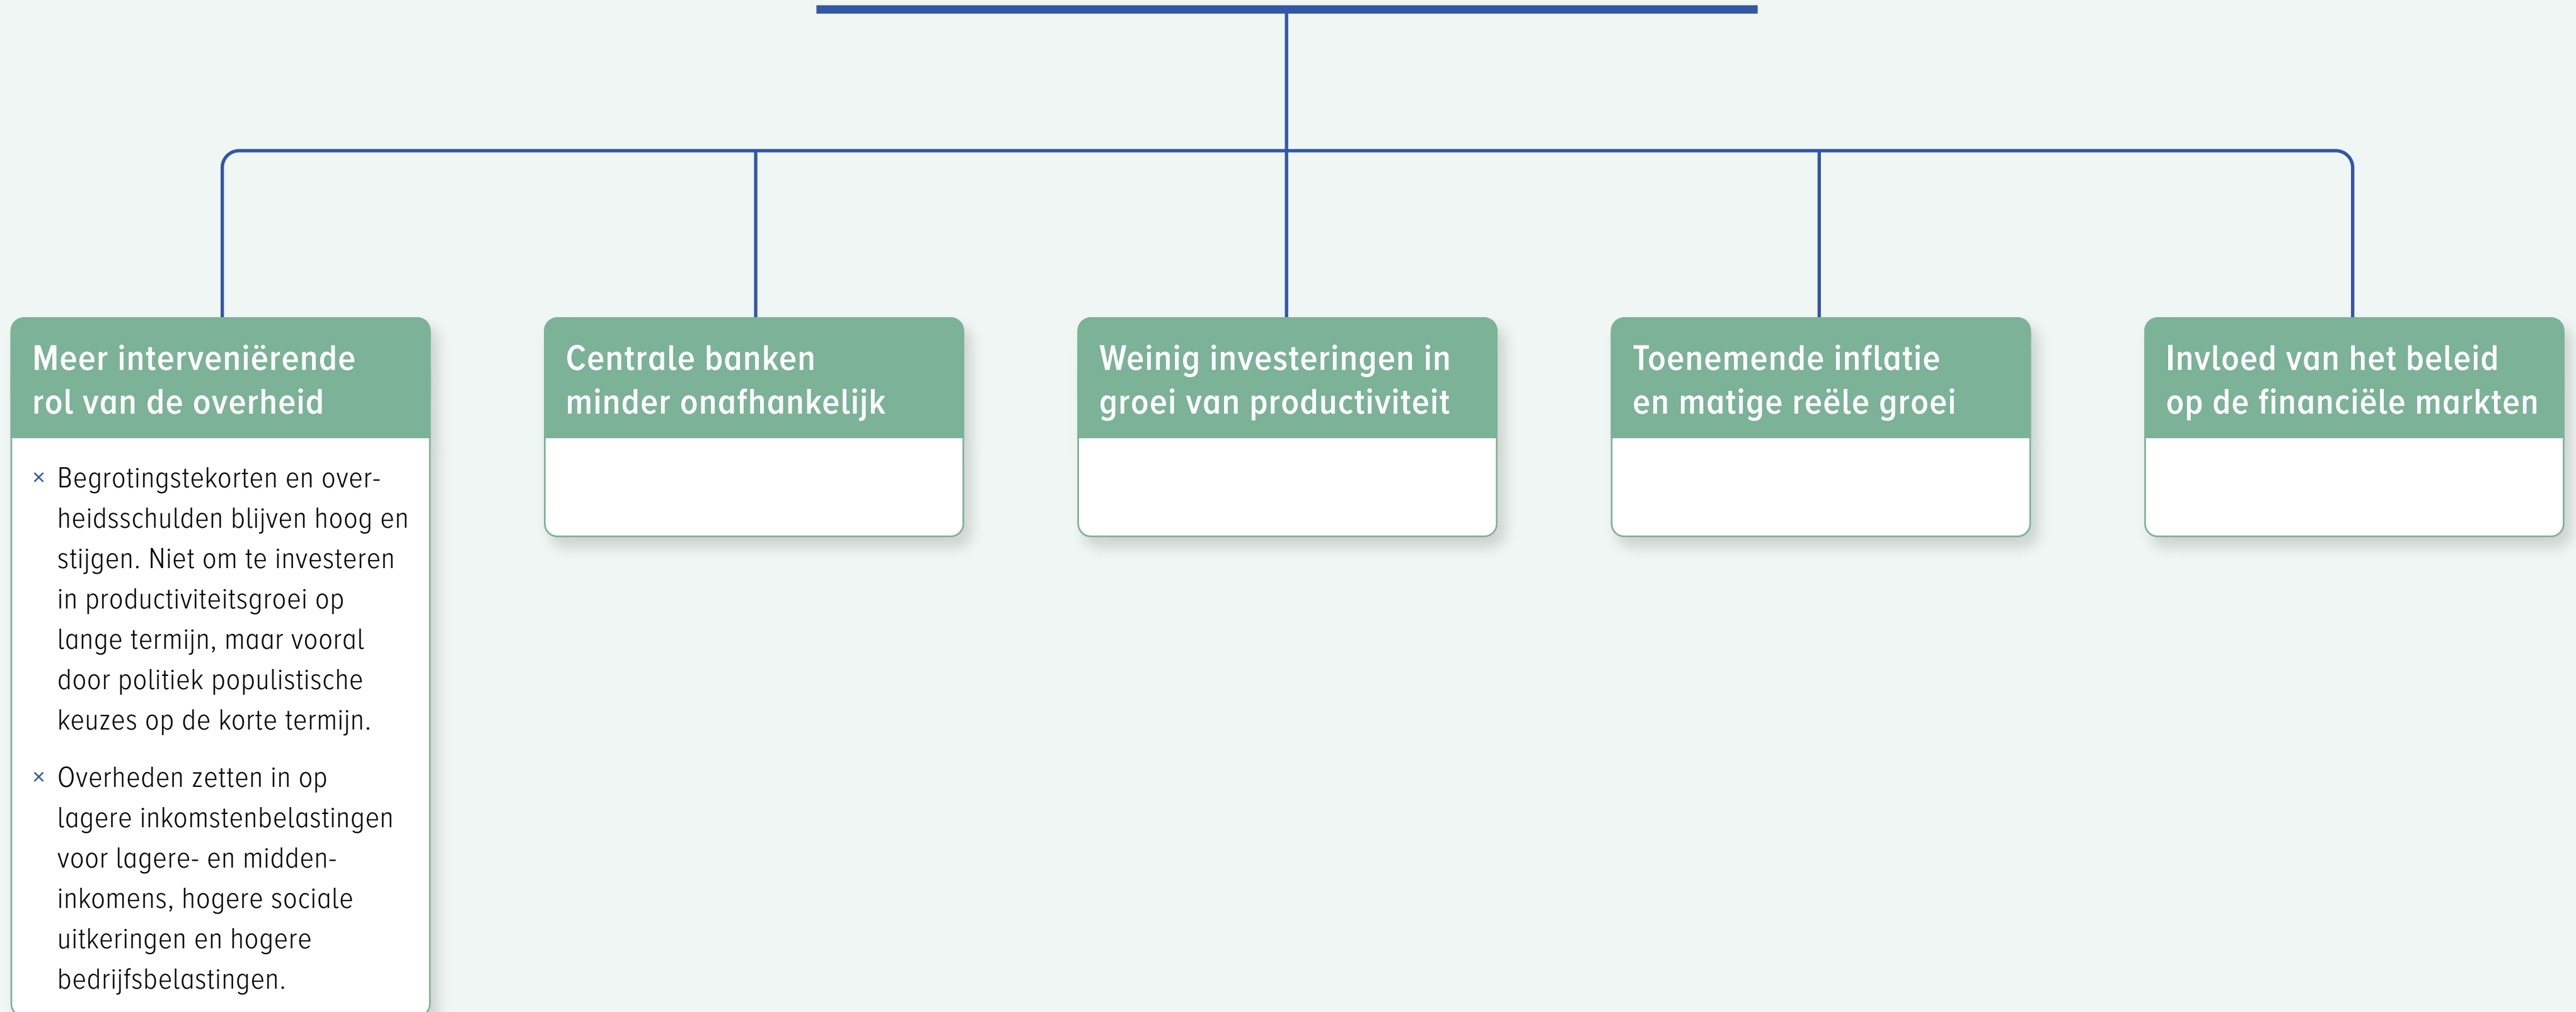 Meer interveniërende
rol van de overheid
× Begrotingstekorten en over-
heidsschulden blijven hoog en
stijgen. Niet om te investeren
in productiviteitsgroei op
lange termijn, maar vooral
door politiek populistische
keuzes op de korte termijn.
× Overheden zetten in op
lagere inkomstenbelastingen
voor lagere- en midden-
inkomens, hogere sociale
uitkeringen en hogere
bedrijfsbelastingen.
Centrale banken
minder onafhankelijk
Weinig investeringen in
groei van productiviteit
Toenemende inflatie
en matige reële groei
Invloed van het beleid
op de financiële markten